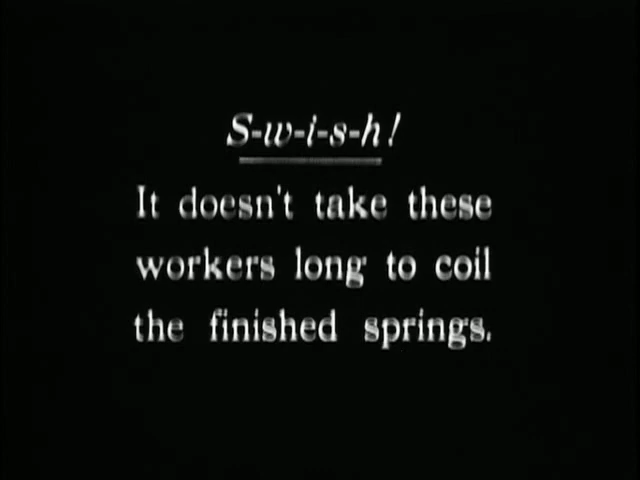 S-w-i-s-h!
It doesn't take these
workers long to coil
the finished springs.